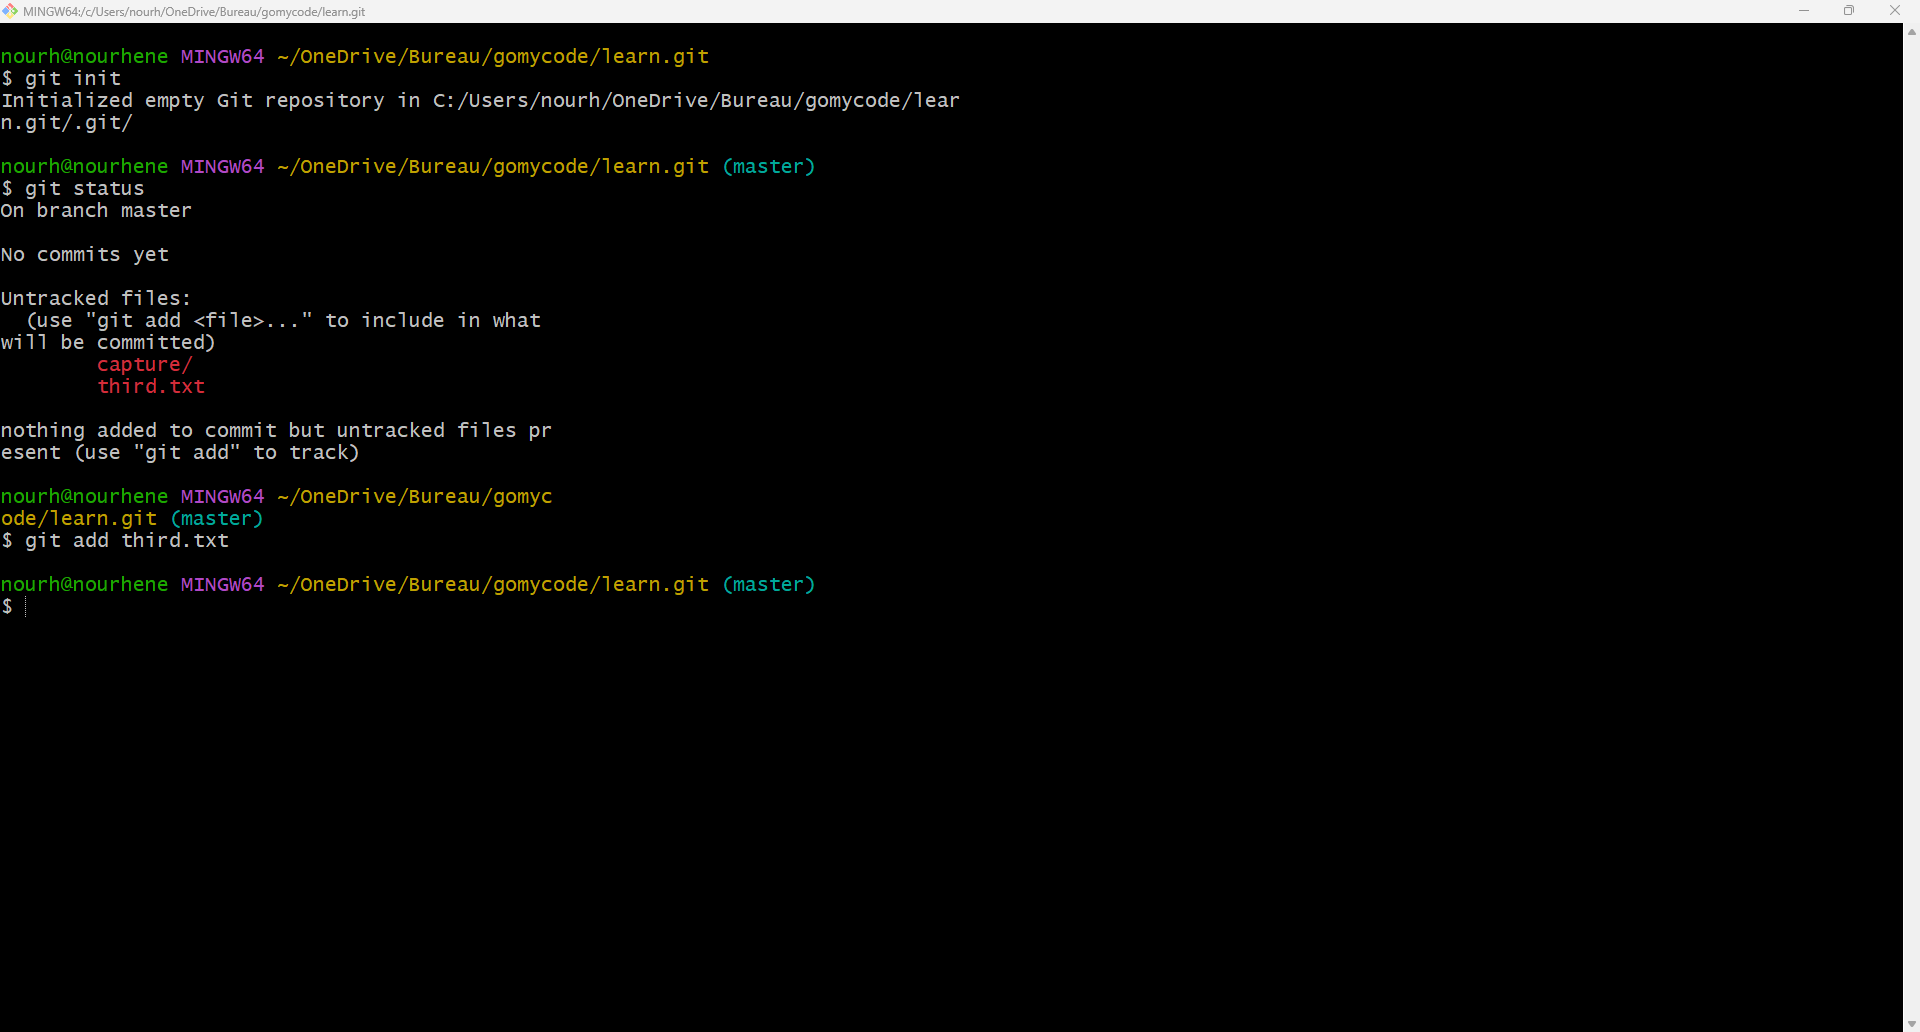 MINGW64:/c/Users/nourh/OneDrive/Bureau/gomycode/learn.git
nourh@nourhene MINGW64 ~/OneDrive/Bureau/gomycode/learn.git
$ git init
Initialized empty Git repository in C:/Users/nourh/OneDrive/Bureau/gomycode/lear
n.git/.git/
nourh@nourhene MINGW64 ~/OneDrive/Bureau/gomycode/learn.git (master)
$ git status
On branch master
No commits yet
Untracked files:
  (use "git add <file>..." to include in what
will be committed)
        capture/
        third.txt
nothing added to commit but untracked files pr
esent (use "git add" to track)
nourh@nourhene MINGW64 ~/OneDrive/Bureau/gomyc
ode/learn.git (master)
$ git add third.txt
nourh@nourhene MINGW64 ~/OneDrive/Bureau/gomycode/learn.git (master)
$